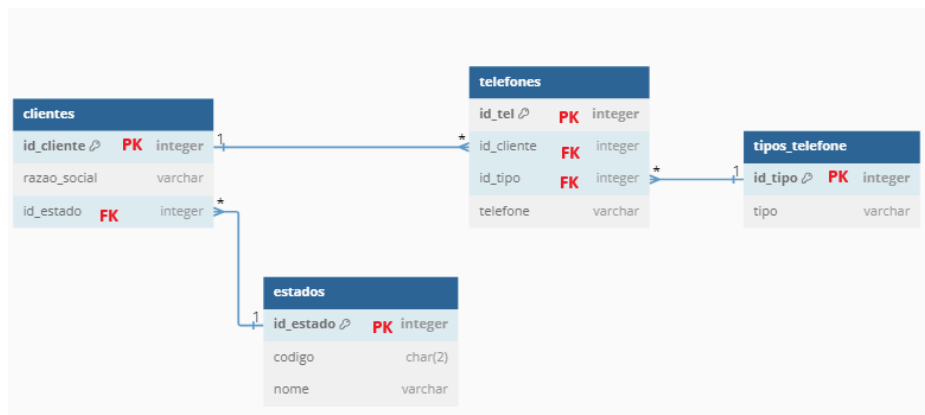 clientes
id_cliente PK integer
razao_social varchar
id_estado FK integer
1
*
telefones
id_tel PK integer
id_cliente FK integer
id_tipo FK integer
telefone varchar
*
*
1
tipos_telefone
id_tipo PK integer
tipo varchar
1
estados
id_estado PK integer
codigo char(2)
nome varchar